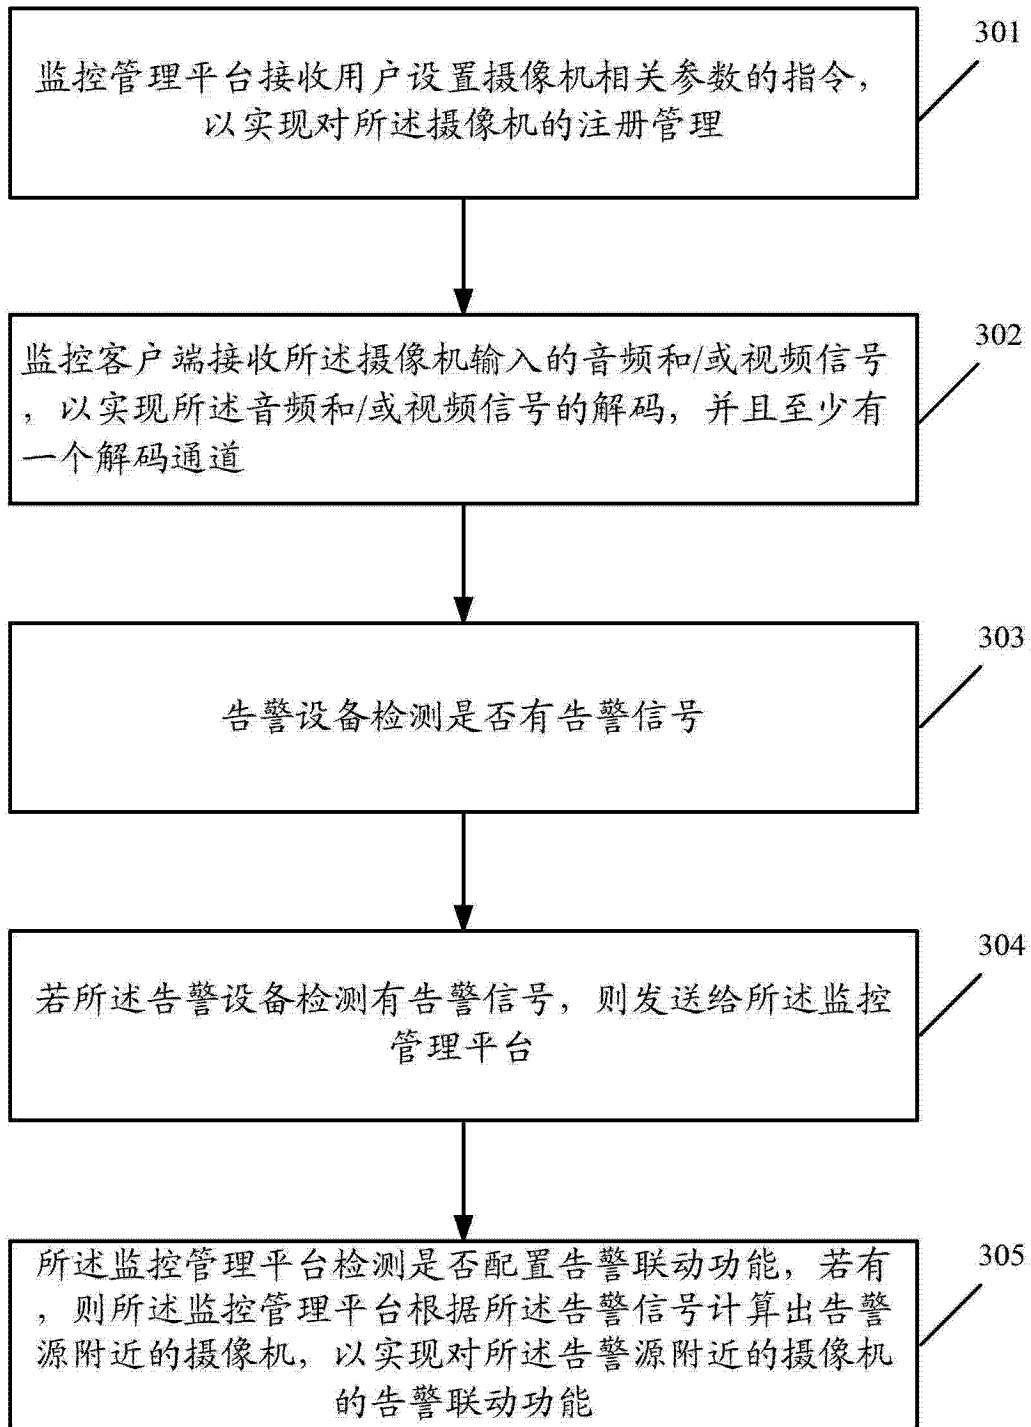 301
监控管理平台接收用户设置摄像机相关参数的指令，
以实现对所述摄像机的注册管理
302
监控客户端接收所述摄像机输入的音频和/或视频信号
，以实现所述音频和/或视频信号的解码，并且至少有
一个解码通道
303
告警设备检测是否有告警信号
304
若所述告警设备检测有告警信号，则发送给所述监控
管理平台
305
所述监控管理平台检测是否配置告警联动功能，若有
，则所述监控管理平台根据所述告警信号计算出告警
源附近的摄像机，以实现对所述告警源附近的摄像机
的告警联动功能